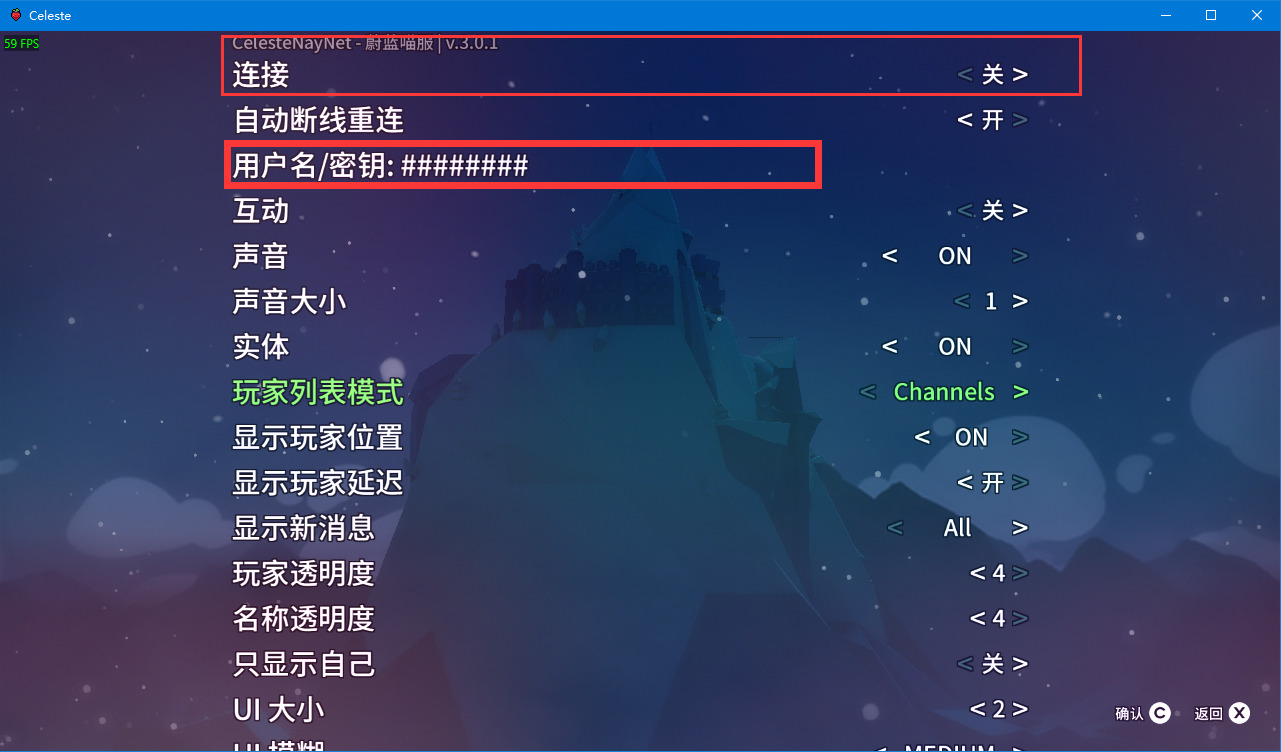 Celeste
59 FPS
CelesteNayNet - 蔚蓝喵服 | v.3.0.1
连接 < 关 >
自动断线重连 < 开 >
用户名/密钥: ########
互动 < 关 >
声音 < ON >
声音大小 < 1 >
实体 < ON >
玩家列表模式 < Channels >
显示玩家位置 < ON >
显示玩家延迟 < 开 >
显示新消息 < All >
玩家透明度 < 4 >
名称透明度 < 4 >
只显示自己 < 关 >
UI 大小 < 2 >
确认 C 返回 X
UI 模糊 < MEDIUM >